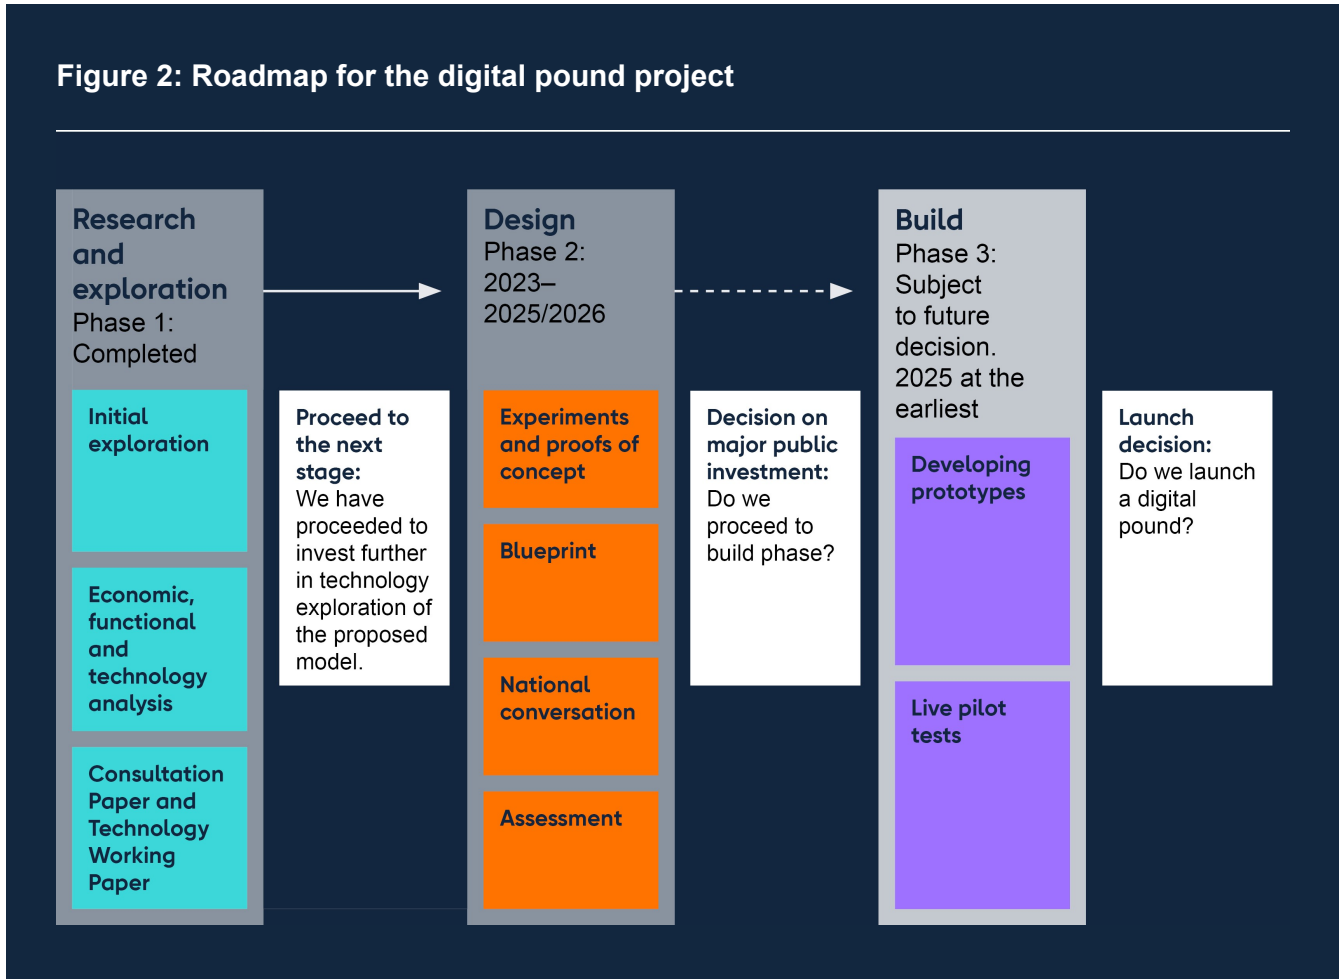 Figure 2: Roadmap for the digital pound project
Research
and
exploration
Phase 1:
Completed
Initial
exploration
Economic,
functional
and
technology
analysis
Consultation
Paper and
Technology
Working
Paper
Proceed to
the next
stage:
We have
proceeded to
invest further
in technology
exploration of
the proposed
model.
Design
Phase 2:
2023–
2025/2026
Experiments
and proofs of
concept
Blueprint
National
conversation
Assessment
Decision on
major public
investment:
Do we
proceed to
build phase?
Build
Phase 3:
Subject
to future
decision.
2025 at the
earliest
Developing
prototypes
Live pilot
tests
Launch
decision:
Do we launch
a digital
pound?